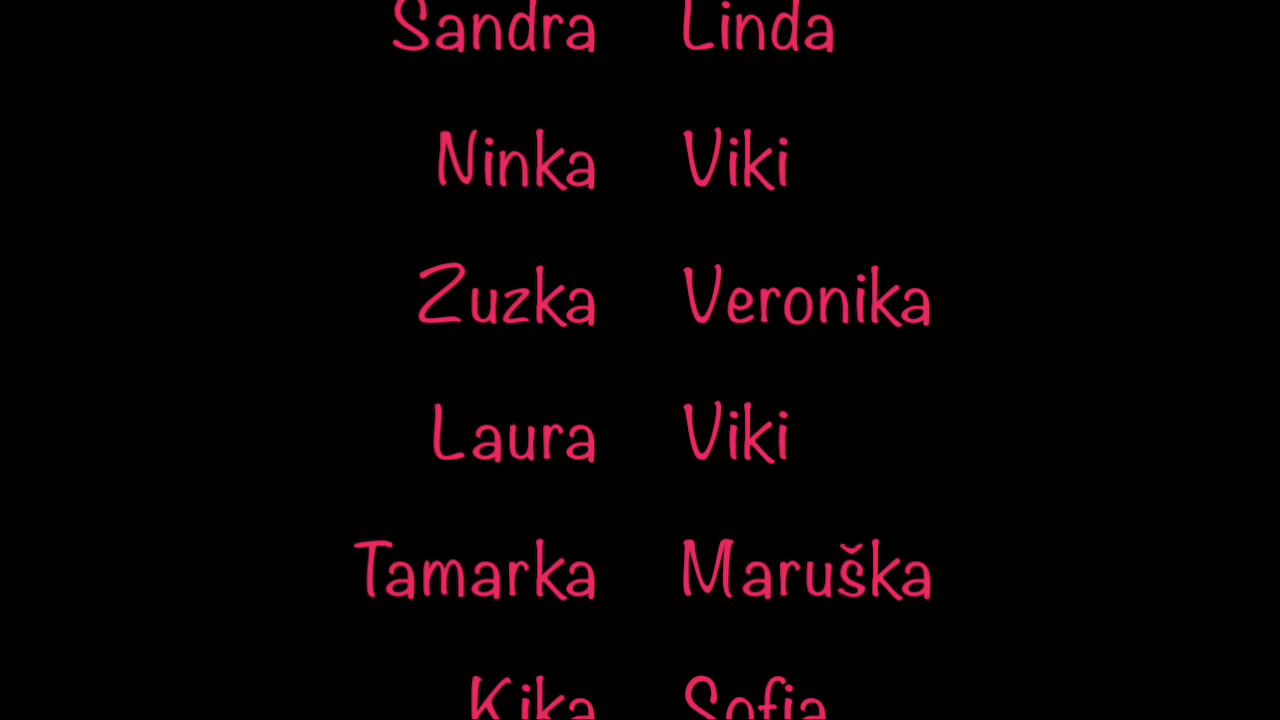 Sandra Linda
Ninka Viki
Zuzka Veronika
Laura Viki
Tamarka Maruška
Kika Sofia